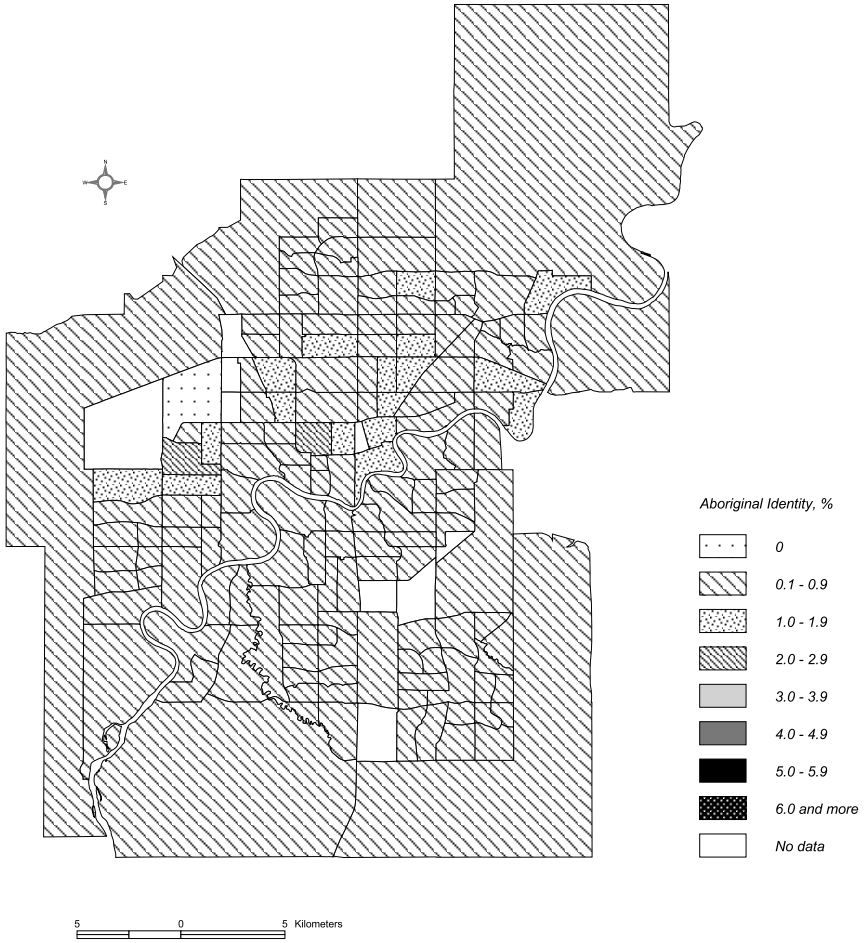 N
W E
S
Aboriginal Identity, %
0
0.1 - 0.9
1.0 - 1.9
2.0 - 2.9
3.0 - 3.9
4.0 - 4.9
5.0 - 5.9
6.0 and more
No data
5 0 5 Kilometers